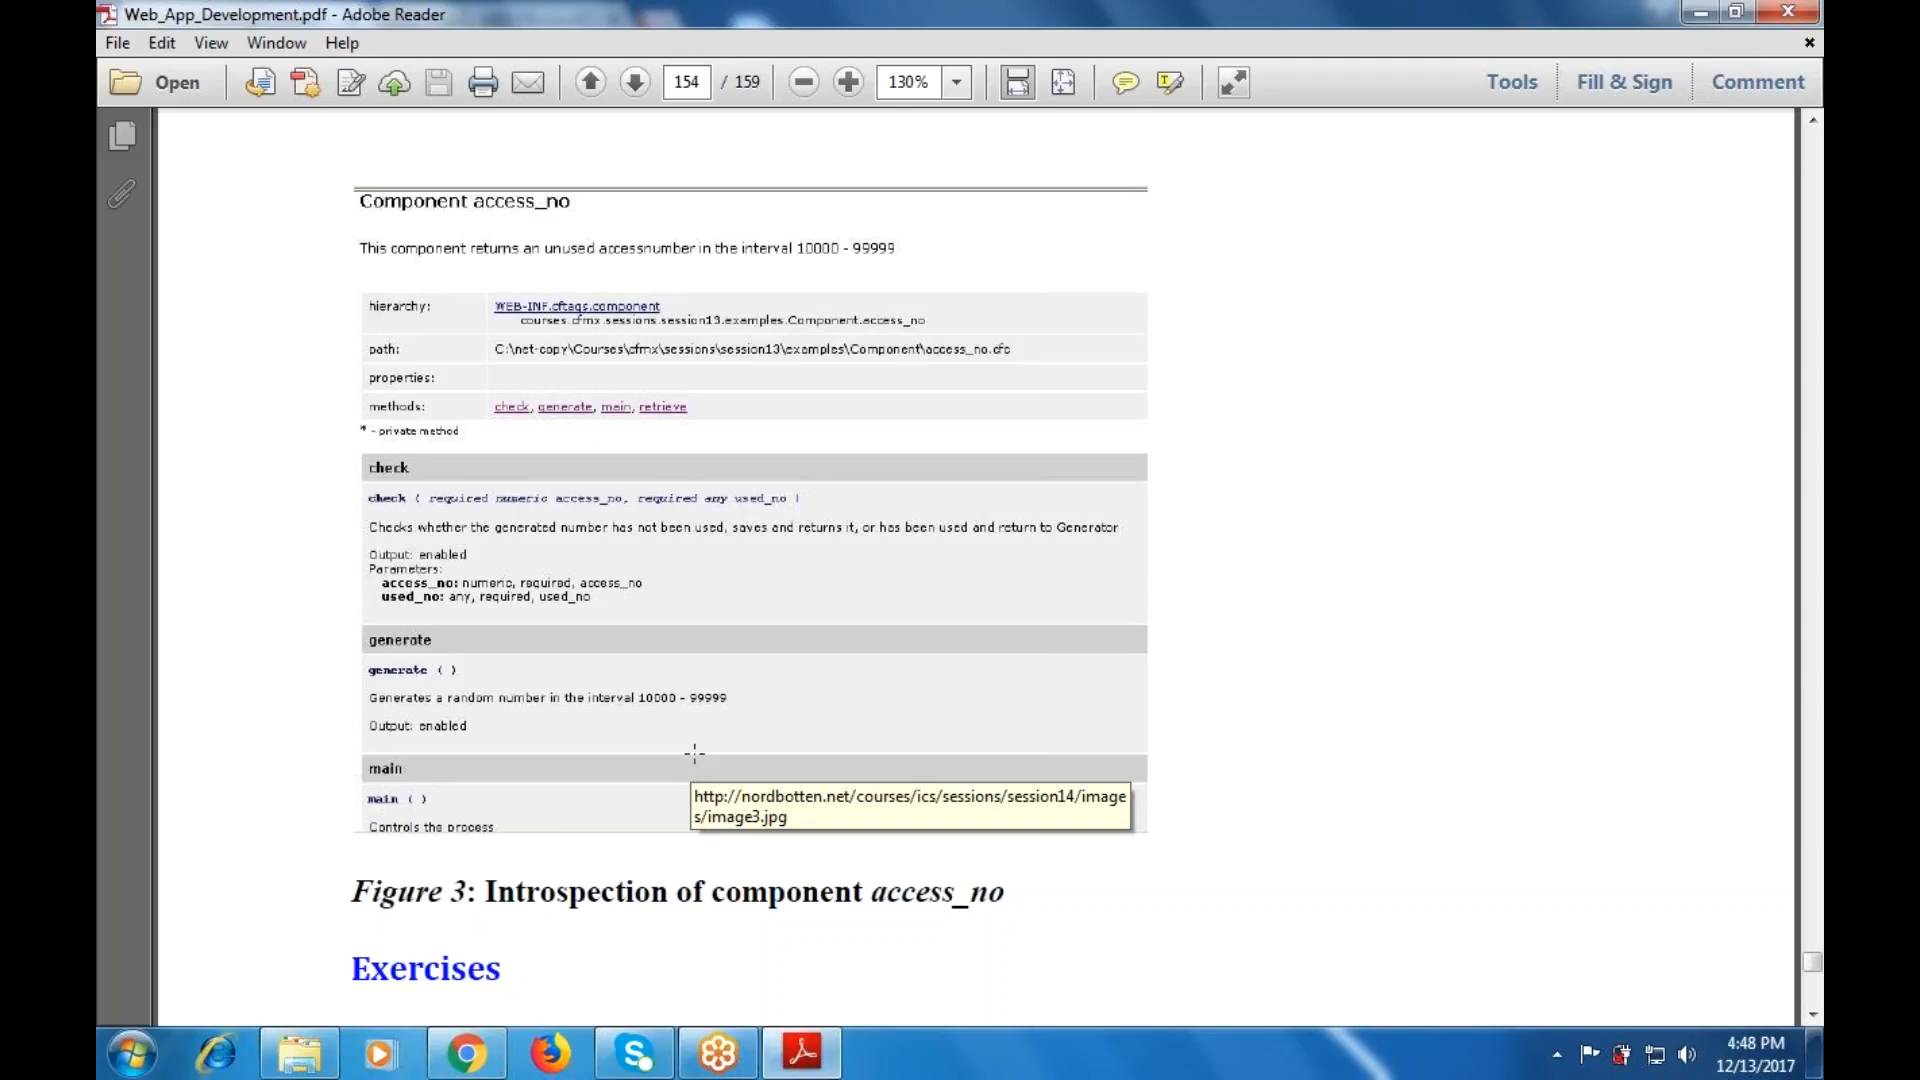 Web_App_Development.pdf - Adobe Reader
File Edit View Window Help
Open 154 / 159 130% Tools Fill & Sign Comment
Component access_no
This component returns an unused accessnumber in the interval 10000 - 99999
hierarchy: WEB-INF.cftags.component
courses.cfmx.sessions.session13.examples.Component.access_no
path: C:\net-copy\Courses\cfmx\sessions\session13\examples\Component\access_no.cfc
properties:
methods: check, generate, main, retrieve
* - private method
check
check ( required numeric access_no, required any used_no )
Checks whether the generated number has not been used, saves and returns it, or has been used and return to Generator
Output: enabled
Parameters:
access_no: numeric, required, access_no
used_no: any, required, used_no
generate
generate ( )
Generates a random number in the interval 10000 - 99999
Output: enabled
main
main ( )
Controls the process
http://nordbotten.net/courses/ics/sessions/session14/image
s/image3.jpg
Figure 3: Introspection of component access_no
Exercises
4:48 PM
12/13/2017